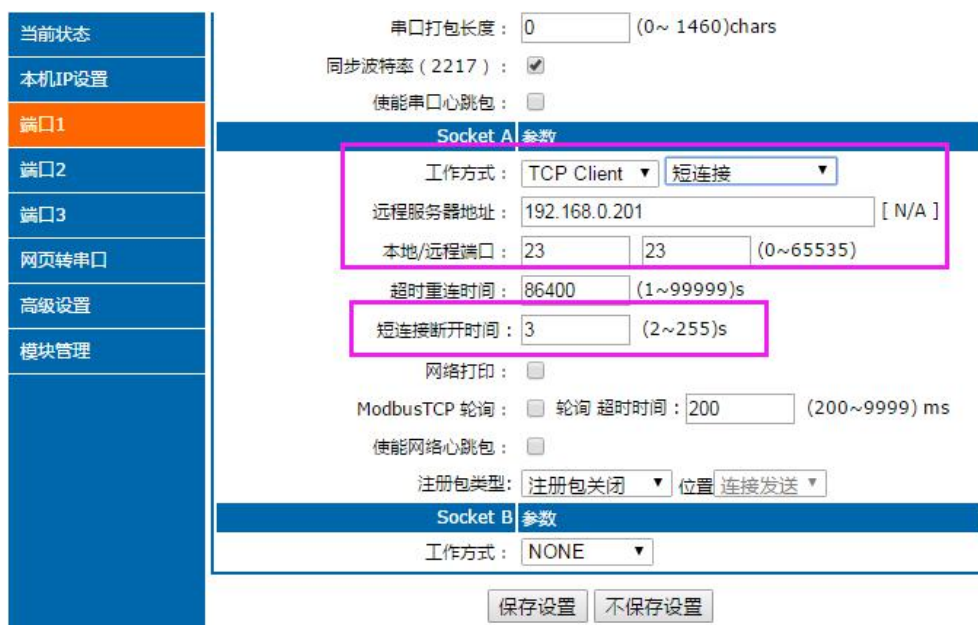 当前状态
本机IP设置
端口1
端口2
端口3
网页转串口
高级设置
模块管理
串口打包长度： 0 (0~ 1460)chars
同步波特率（2217）：
使能串口心跳包：
Socket A 参数
工作方式： TCP Client 短连接
远程服务器地址： 192.168.0.201 [ N/A ]
本地/远程端口： 23 23 (0~65535)
超时重连时间： 86400 (1~99999)s
短连接断开时间： 3 (2~255)s
网络打印：
ModbusTCP 轮询： 轮询 超时时间：200 (200~9999) ms
使能网络心跳包：
注册包类型: 注册包关闭 位置 连接发送
Socket B 参数
工作方式： NONE
保存设置 不保存设置